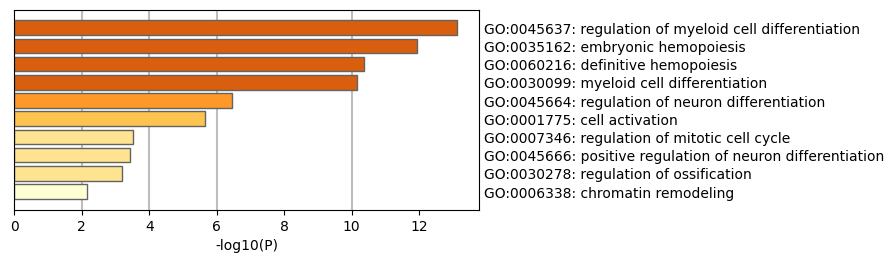 GO:0045637: regulation of myeloid cell differentiation
GO:0035162: embryonic hemopoiesis
GO:0060216: definitive hemopoiesis
GO:0030099: myeloid cell differentiation
GO:0045664: regulation of neuron differentiation
GO:0001775: cell activation
GO:0007346: regulation of mitotic cell cycle
GO:0045666: positive regulation of neuron differentiation
GO:0030278: regulation of ossification
GO:0006338: chromatin remodeling
0 2 4 6 8 10 12
-log10(P)